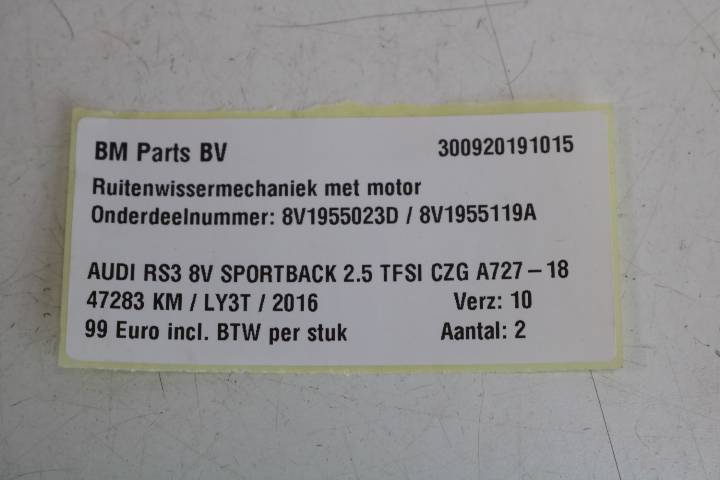 BM Parts BV 300920191015
Ruitenwissermechaniek met motor
Onderdeelnummer: 8V1955023D / 8V1955119A
AUDI RS3 8V SPORTBACK 2.5 TFSI CZG A727 – 18
47283 KM / LY3T / 2016 Verz: 10
99 Euro incl. BTW per stuk Aantal: 2